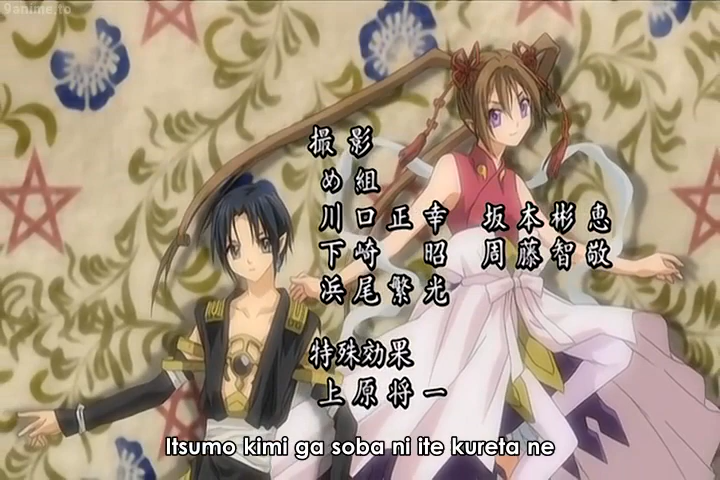 9anime.to
撮影
め組
川口正幸 坂本彬恵
下崎 昭 周藤智敬
浜尾繁光
特殊効果
上原将一
Itsumo kimi ga soba ni ite kureta ne